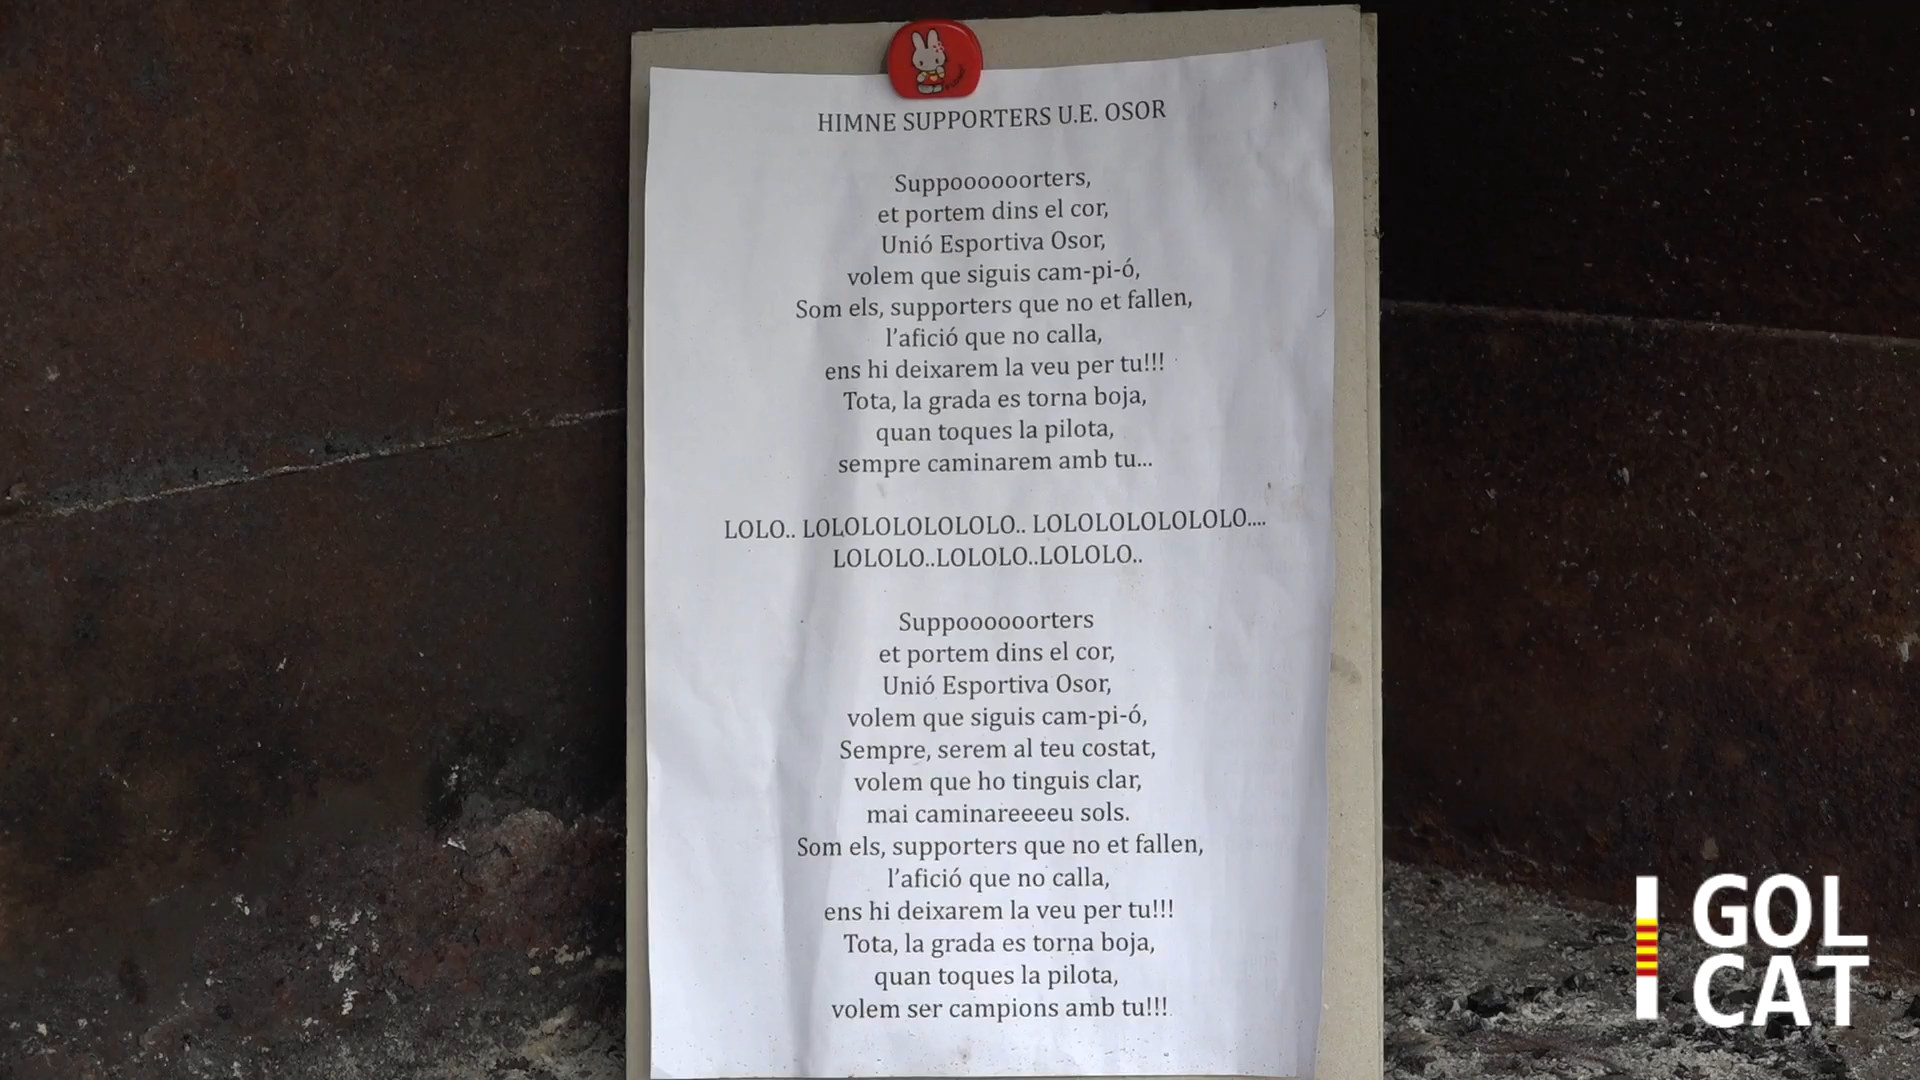 HIMNE SUPPORTERS U.E. OSOR
Suppoooooorters,
et portem dins el cor,
Unió Esportiva Osor,
volem que siguis cam-pi-ó,
Som els, supporters que no et fallen,
l'afició que no calla,
ens hi deixarem la veu per tu!!!
Tota, la grada es torna boja,
quan toques la pilota,
sempre caminarem amb tu...
LOLO.. LOLOLOLOLOLOLO.. LOLOLOLOLOLOLO....
LOLOLO..LOLOLO..LOLOLO..
Suppoooooorters
et portem dins el cor,
Unió Esportiva Osor,
volem que siguis cam-pi-ó,
Sempre, serem al teu costat,
volem que ho tinguis clar,
mai caminareeeeu sols.
Som els, supporters que no et fallen,
l'afició que no calla,
ens hi deixarem la veu per tu!!!
Tota, la grada es torna boja,
quan toques la pilota,
volem ser campions amb tu!!!
GOL
CAT